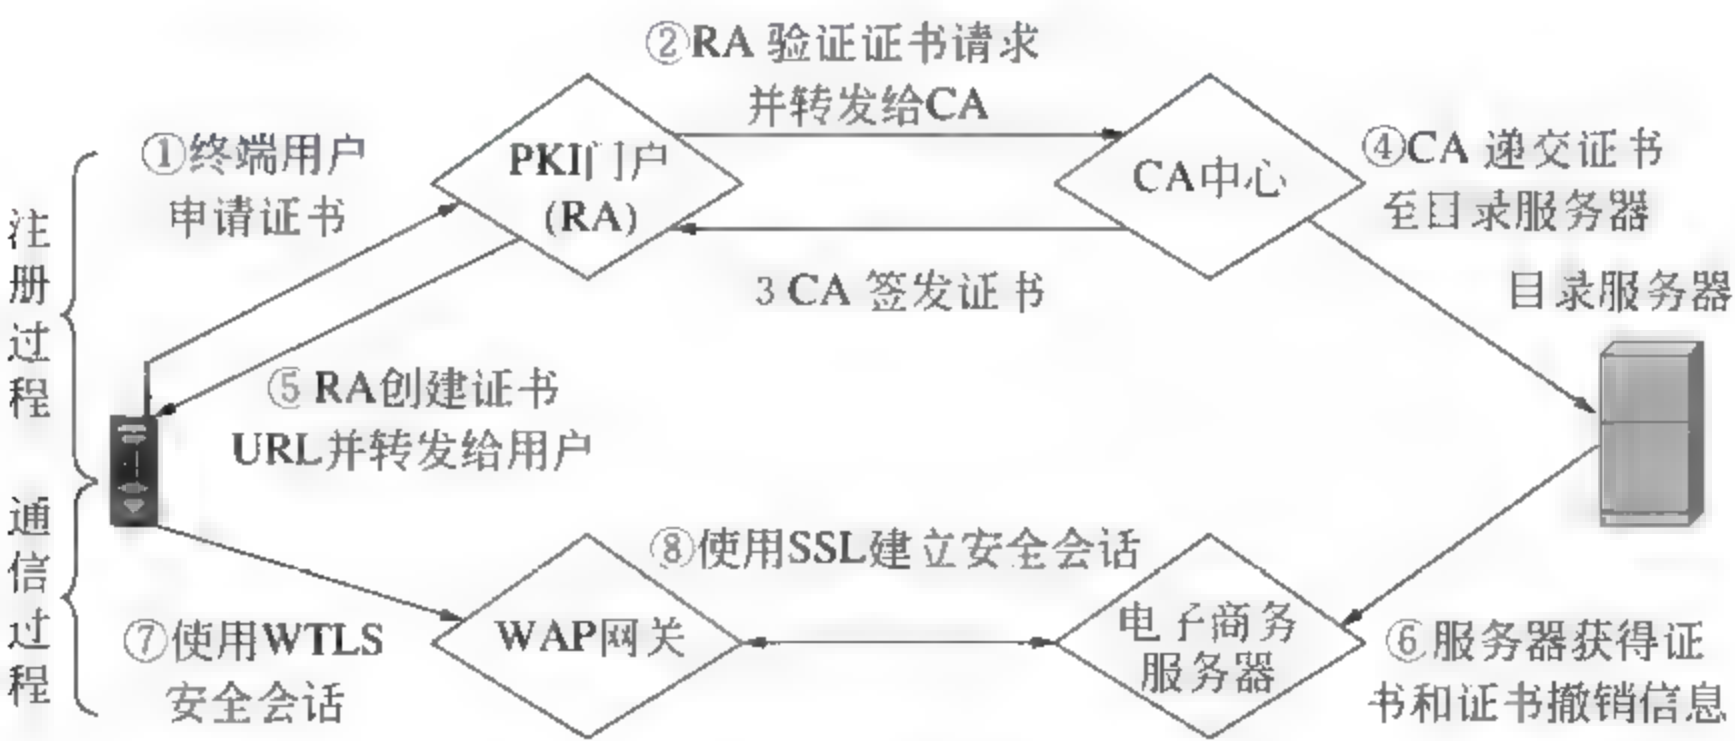 ②RA 验证证书请求
并转发给CA
①终端用户
申请证书
PKI门户
(RA)
CA中心
④CA 递交证书
至目录服务器
3 CA 签发证书
目录服务器
注册过程
⑤ RA创建证书
URL并转发给用户
通信过程
⑧使用SSL建立安全会话
⑦使用WTLS
安全会话
WAP网关
电子商务
服务器
⑥服务器获得证
书和证书撤销信息